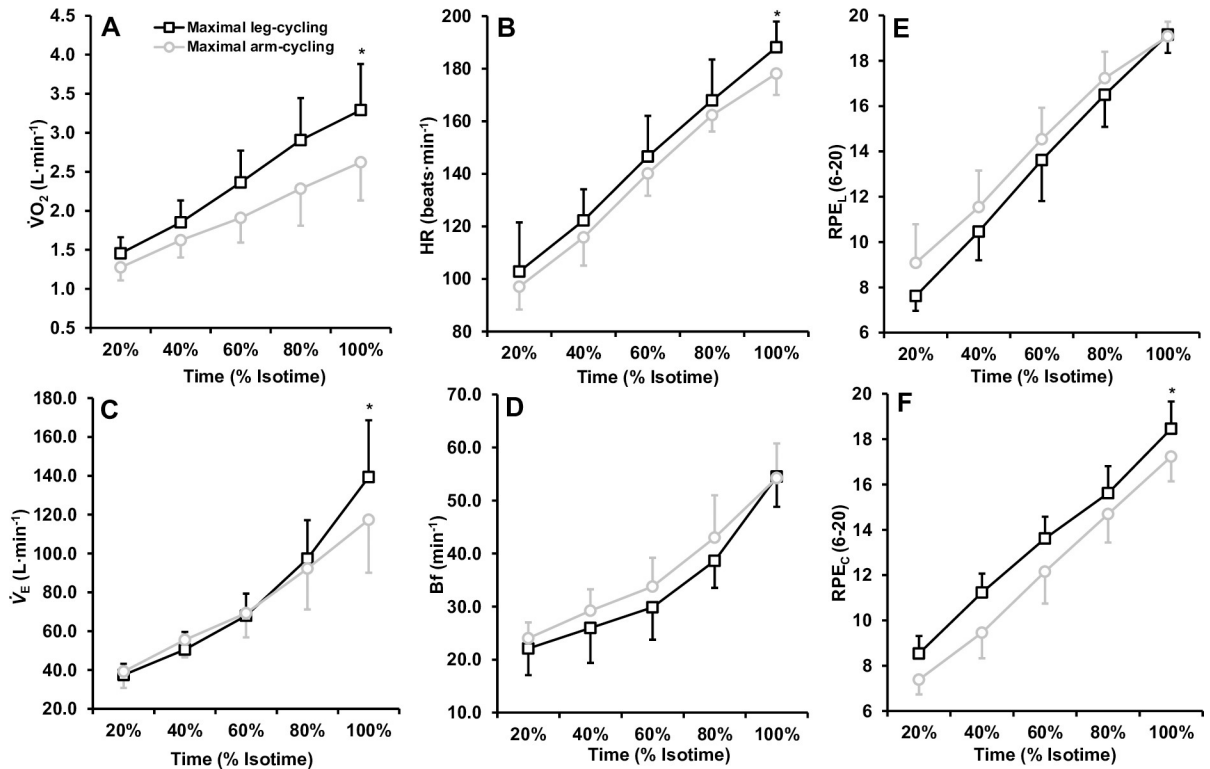 A
Maximal leg-cycling
Maximal arm-cycling
*
4.5
4.0
3.5
3.0
2.5
2.0
1.5
1.0
0.5
V̇O₂ (L·min⁻¹)
20% 40% 60% 80% 100%
Time (% Isotime)
B
*
200
180
160
140
120
100
80
HR (beats·min⁻¹)
20% 40% 60% 80% 100%
Time (% Isotime)
E
20
18
16
14
12
10
8
6
RPE_L (6-20)
20% 40% 60% 80% 100%
Time (% Isotime)
C
*
180.0
160.0
140.0
120.0
100.0
80.0
60.0
40.0
20.0
V̇_E (L·min⁻¹)
20% 40% 60% 80% 100%
Time (% Isotime)
D
70.0
60.0
50.0
40.0
30.0
20.0
10.0
Bf (min⁻¹)
20% 40% 60% 80% 100%
Time (% Isotime)
F
*
20
18
16
14
12
10
8
6
RPE_C (6-20)
20% 40% 60% 80% 100%
Time (% Isotime)